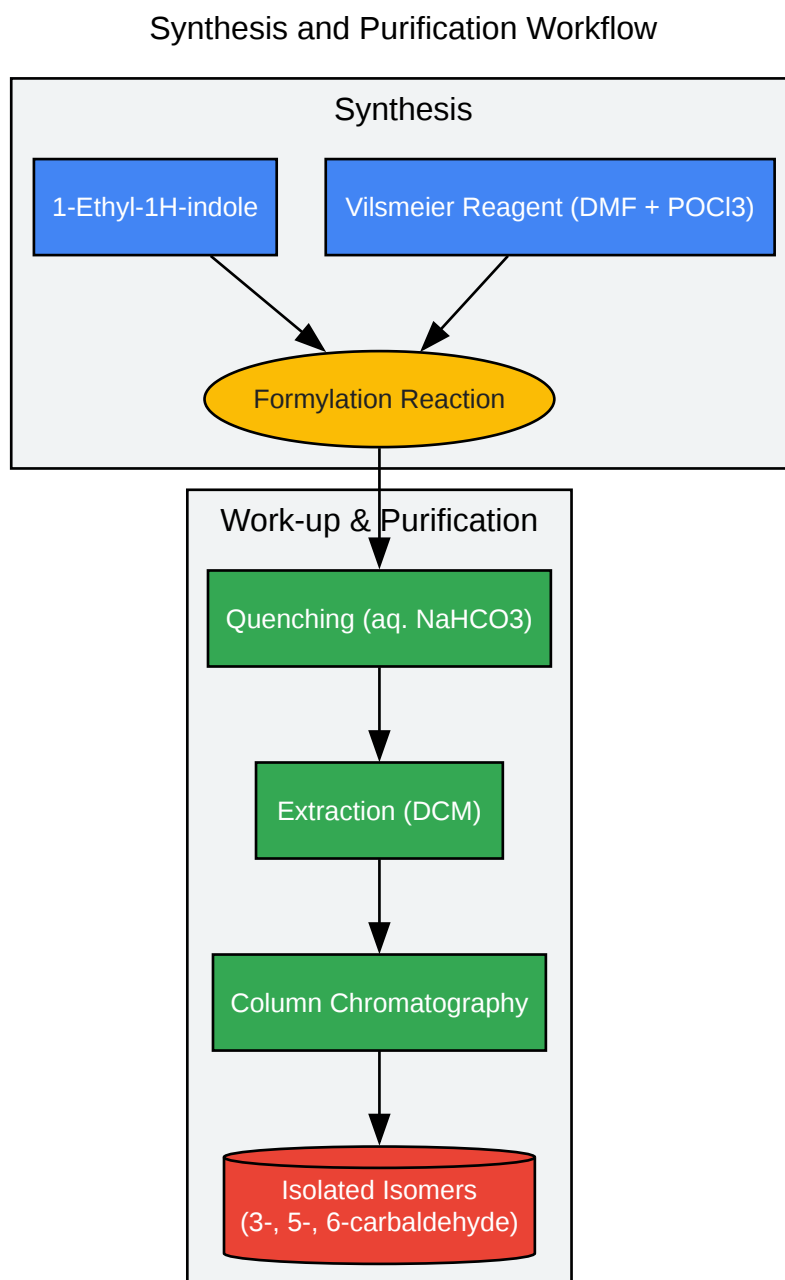 Synthesis and Purification Workflow
Synthesis
1-Ethyl-1H-indole
Vilsmeier Reagent (DMF + POCl3)
Formylation Reaction
Work-up & Purification
Quenching (aq. NaHCO3)
Extraction (DCM)
Column Chromatography
Isolated Isomers
(3-, 5-, 6-carbaldehyde)